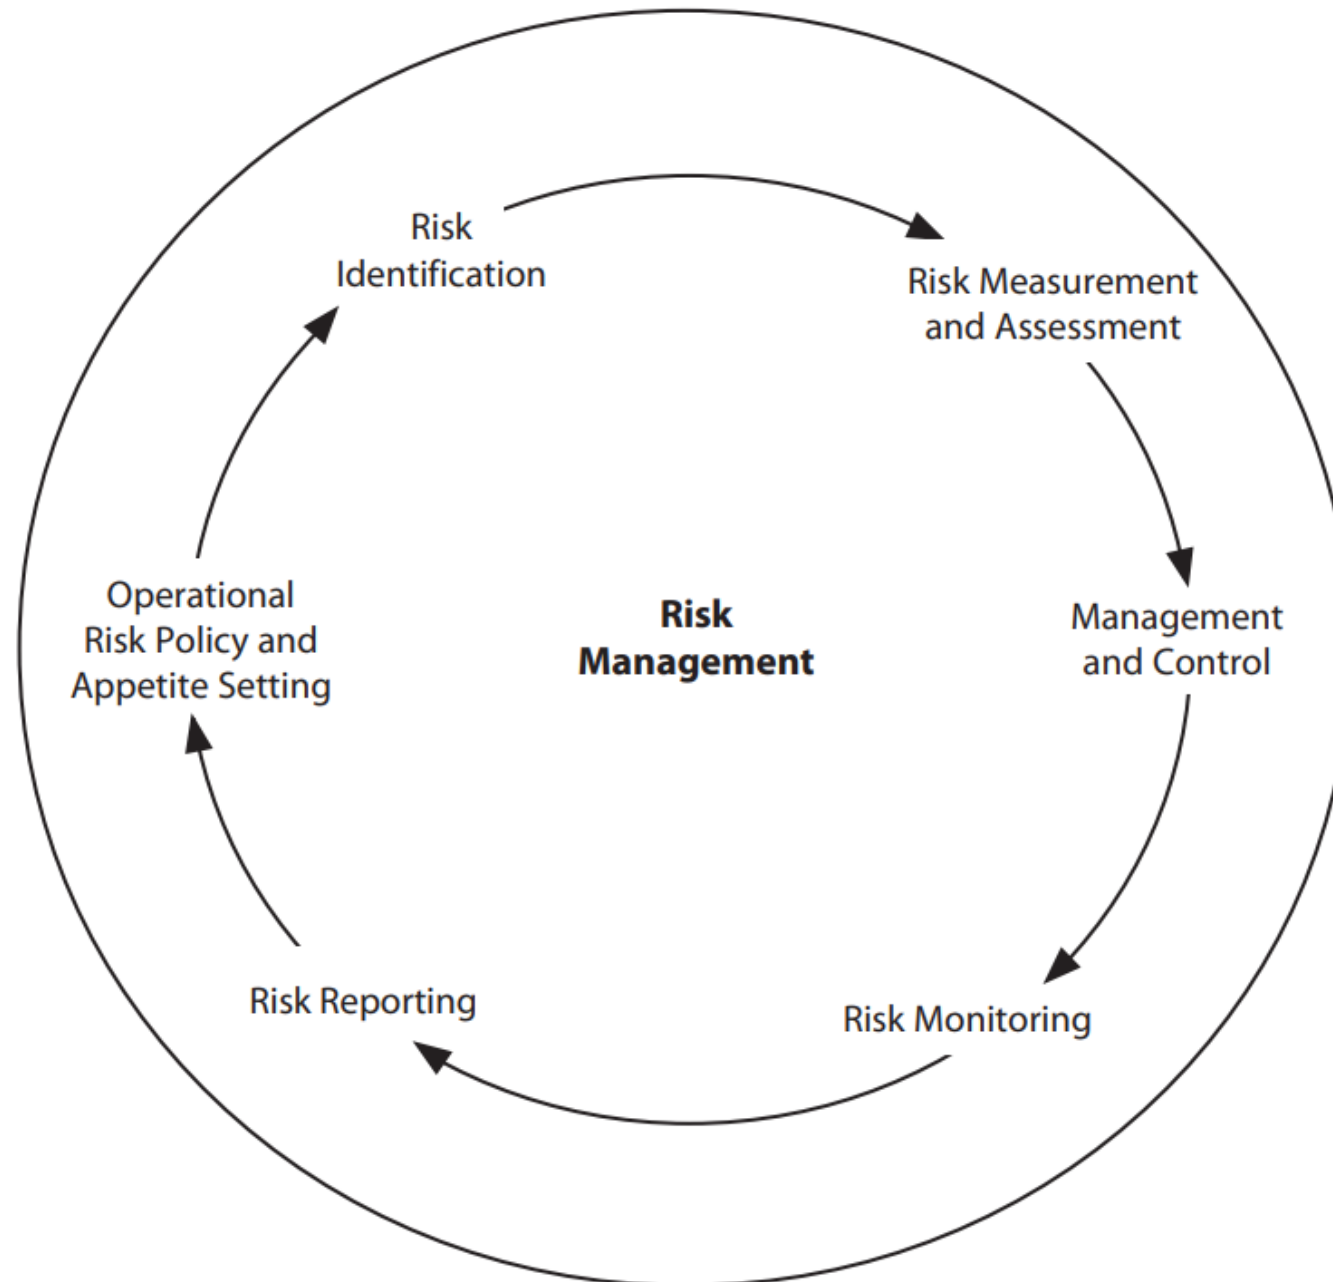 Risk
Identification
Risk Measurement
and Assessment
Operational
Risk Policy and
Appetite Setting
Risk
Management
Management
and Control
Risk Reporting
Risk Monitoring